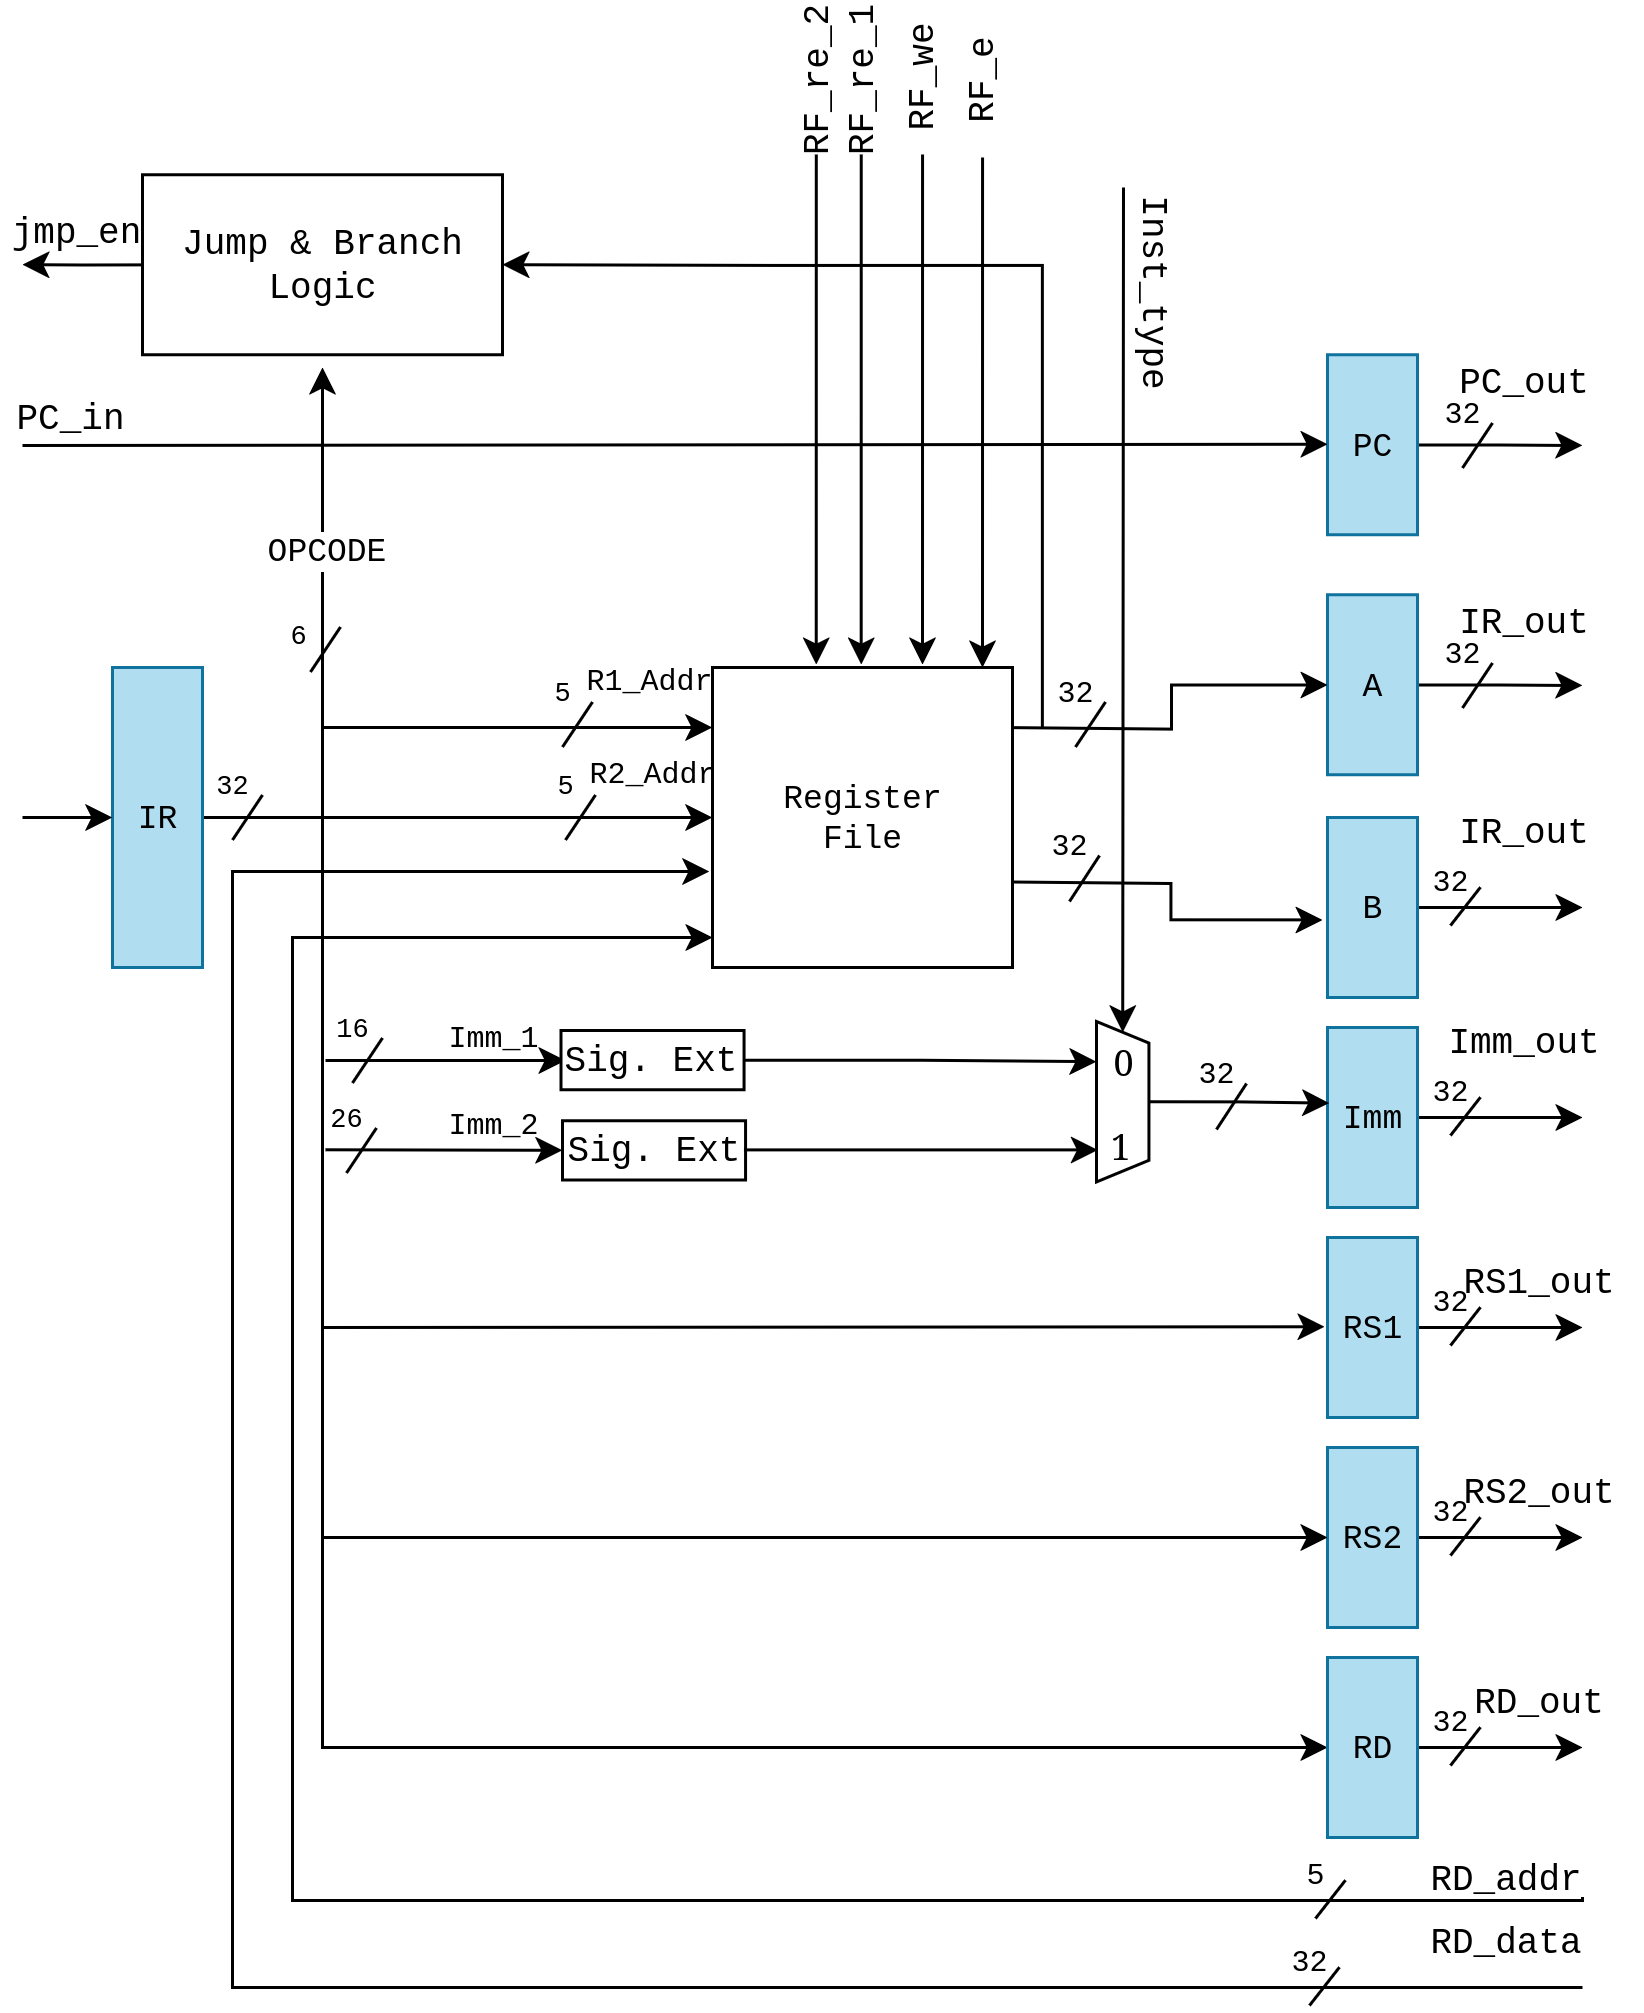 RF_re_2
RF_re_1
RF_we
RF_e
Inst_type
jmp_en
Jump & Branch
Logic
PC_in
PC
PC_out
32
OPCODE
6
A
IR_out
32
IR
32
5
R1_Addr
5
R2_Addr
Register
File
32
32
B
IR_out
32
16
Imm_1
Sig. Ext
26
Imm_2
Sig. Ext
0
1
32
Imm
Imm_out
32
RS1
RS1_out
32
RS2
RS2_out
32
RD
RD_out
32
5
RD_addr
32
RD_data